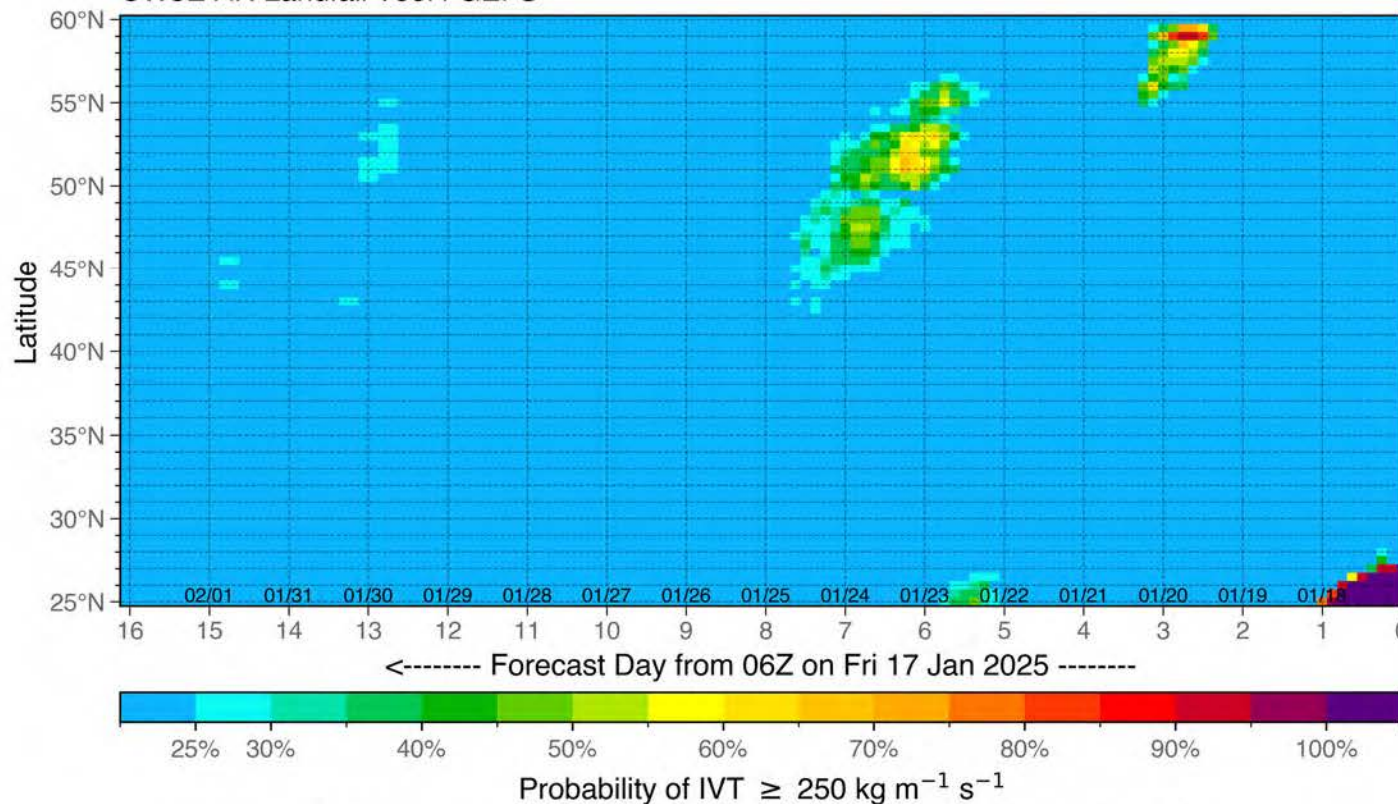 60°N
55°N
50°N
45°N
40°N
35°N
30°N
25°N
Latitude
02/01 01/31 01/30 01/29 01/28 01/27 01/26 01/25 01/24 01/23 01/22 01/21 01/20 01/19 01/18
16 15 14 13 12 11 10 9 8 7 6 5 4 3 2 1
<-------- Forecast Day from 06Z on Fri 17 Jan 2025 --------
25% 30% 40% 50% 60% 70% 80% 90% 100%
Probability of IVT ≥ 250 kg m⁻¹ s⁻¹